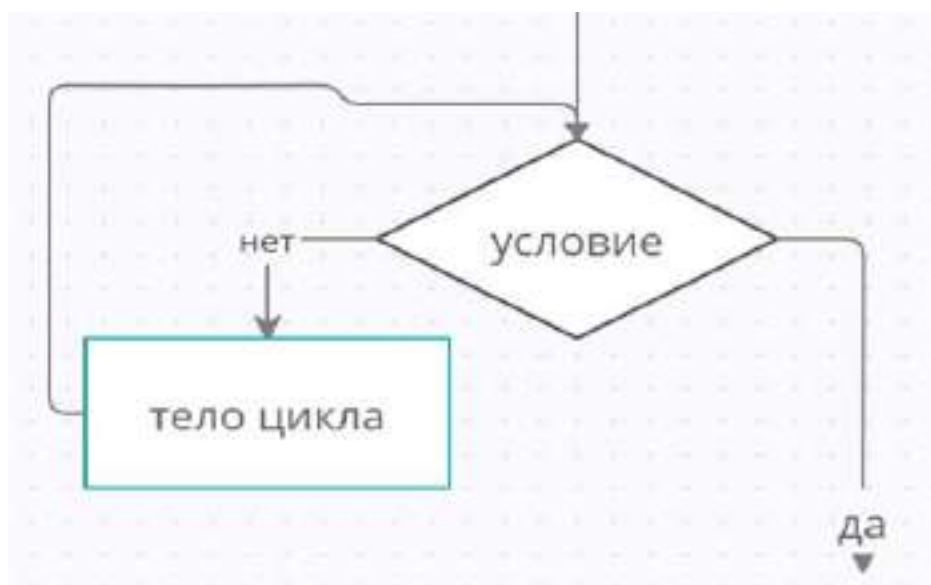 нет
условие
тело цикла
да